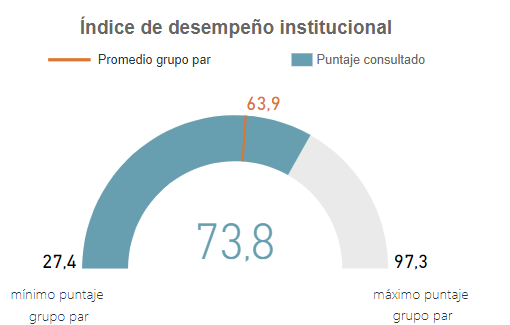 Índice de desempeño institucional
Promedio grupo par
Puntaje consultado
63,9
73,8
27,4
97,3
mínimo puntaje
grupo par
máximo puntaje
grupo par